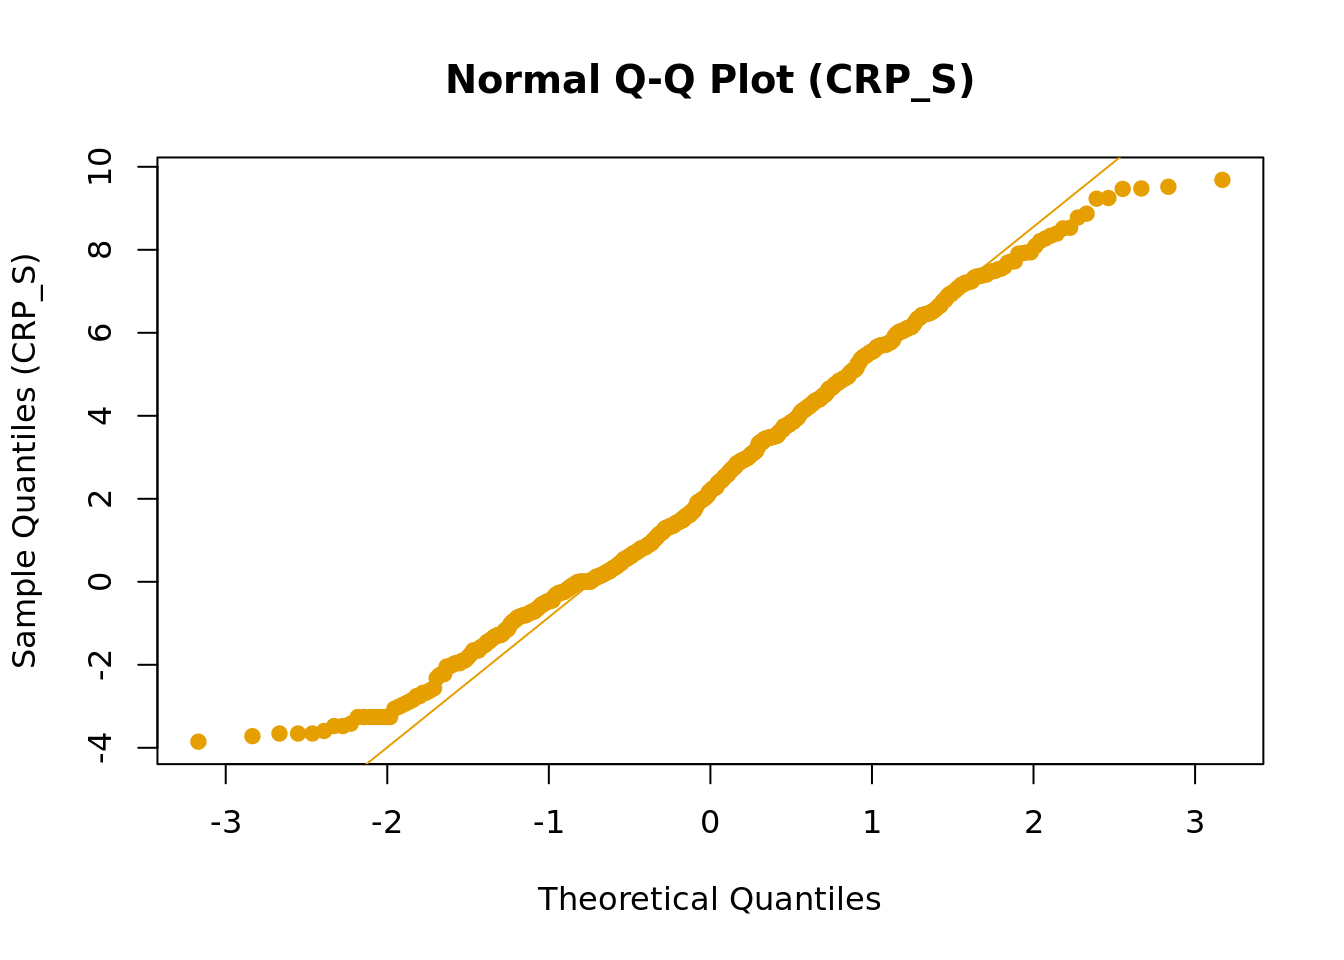 Normal Q-Q Plot (CRP_S)
Sample Quantiles (CRP_S)
10
8
6
4
2
0
-2
-4
-3 -2 -1 0 1 2 3
Theoretical Quantiles